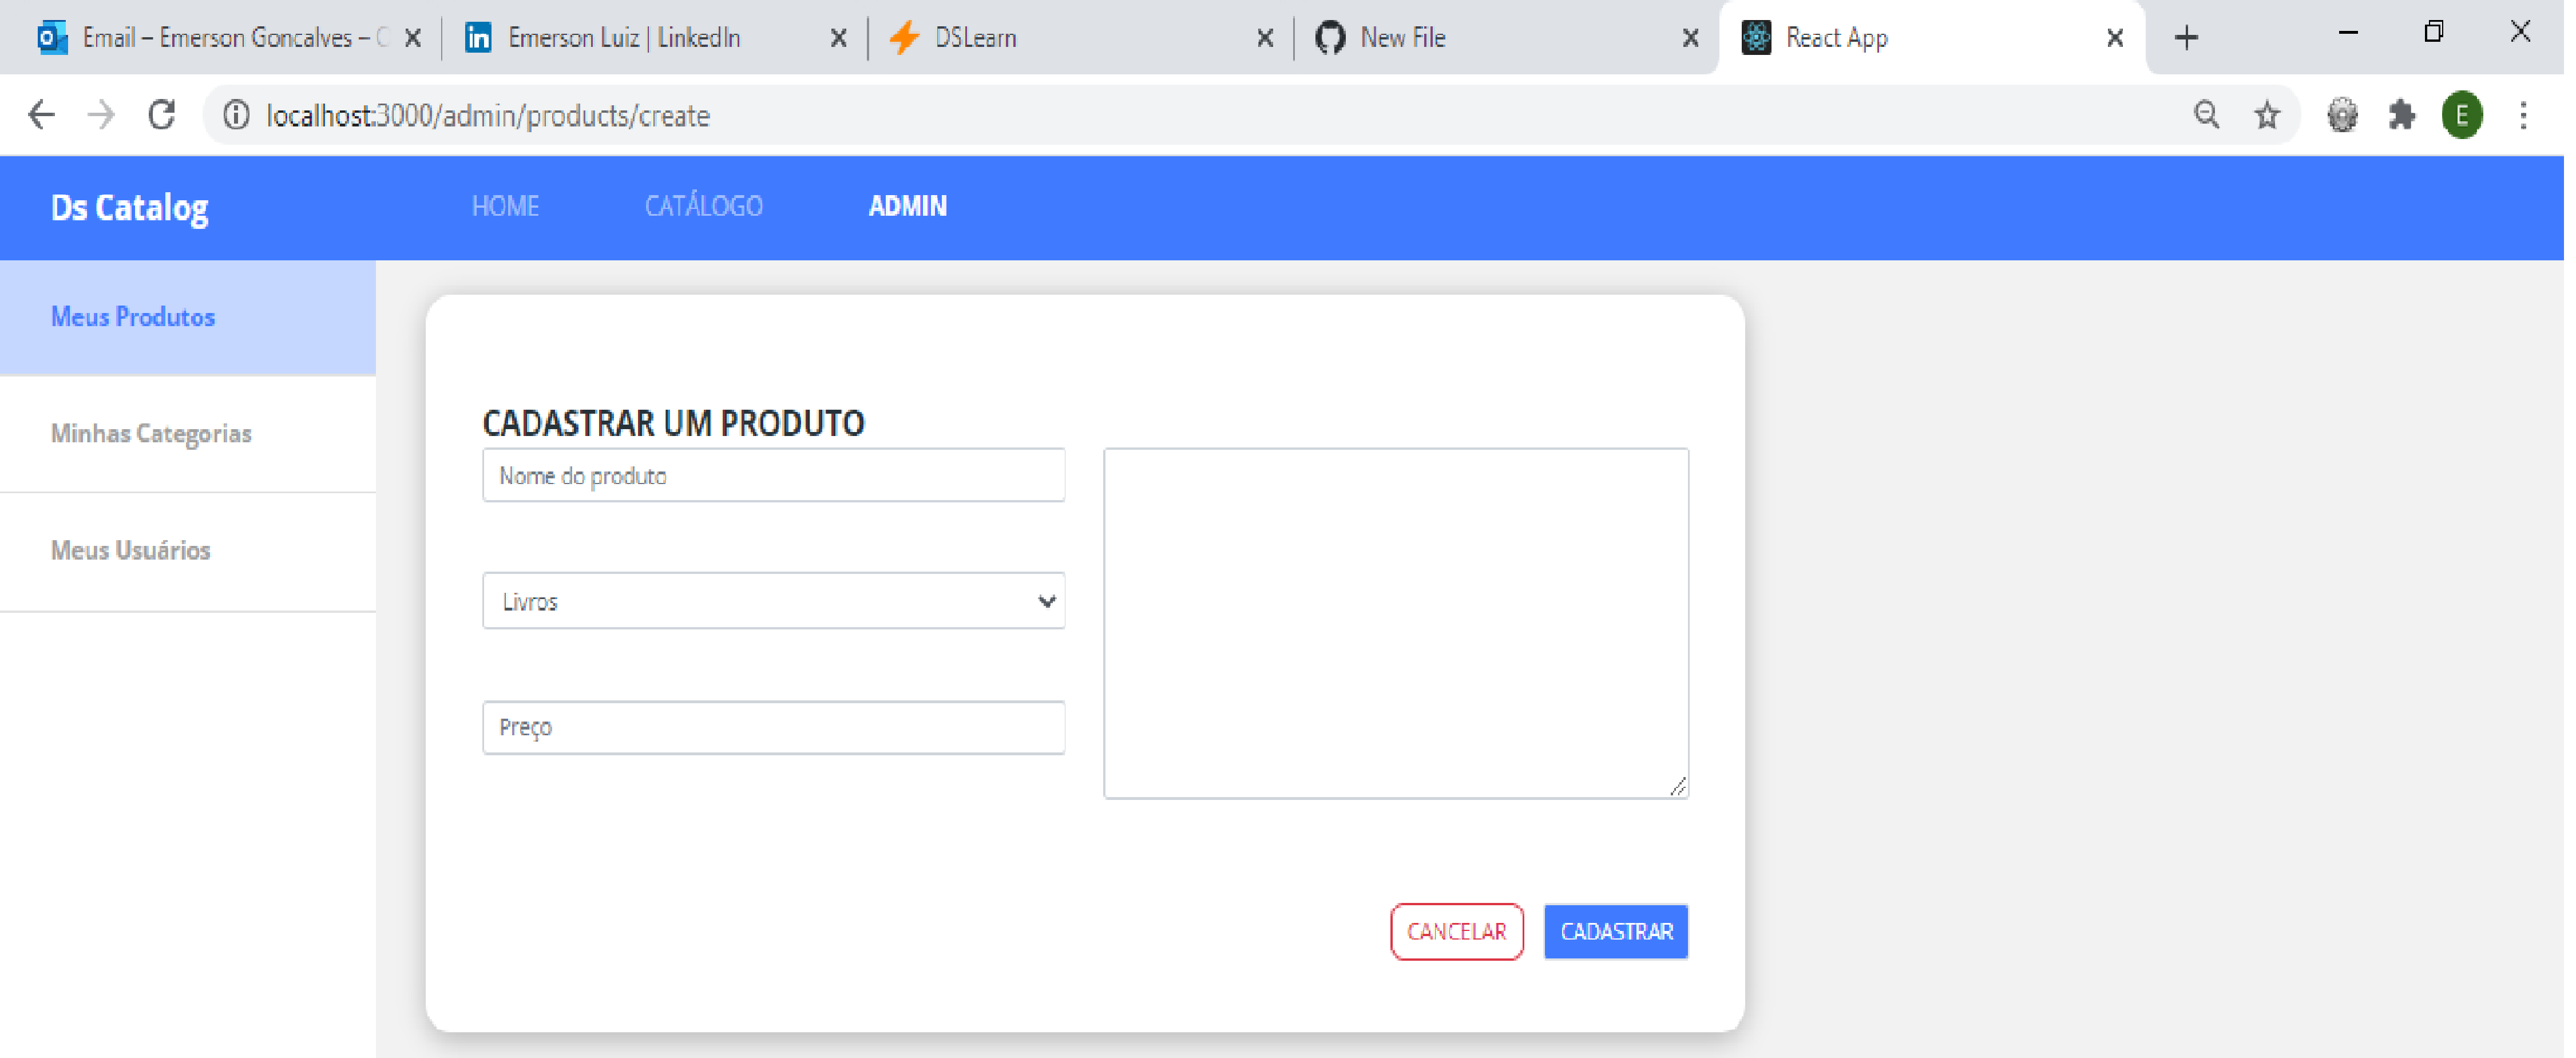 Email – Emerson Goncalves –
Emerson Luiz | LinkedIn
DSLearn
New File
React App
localhost:3000/admin/products/create
E
Ds Catalog
HOME
CATÁLOGO
ADMIN
Meus Produtos
Minhas Categorias
Meus Usuários
CADASTRAR UM PRODUTO
Nome do produto
Livros
Preço
CANCELAR
CADASTRAR